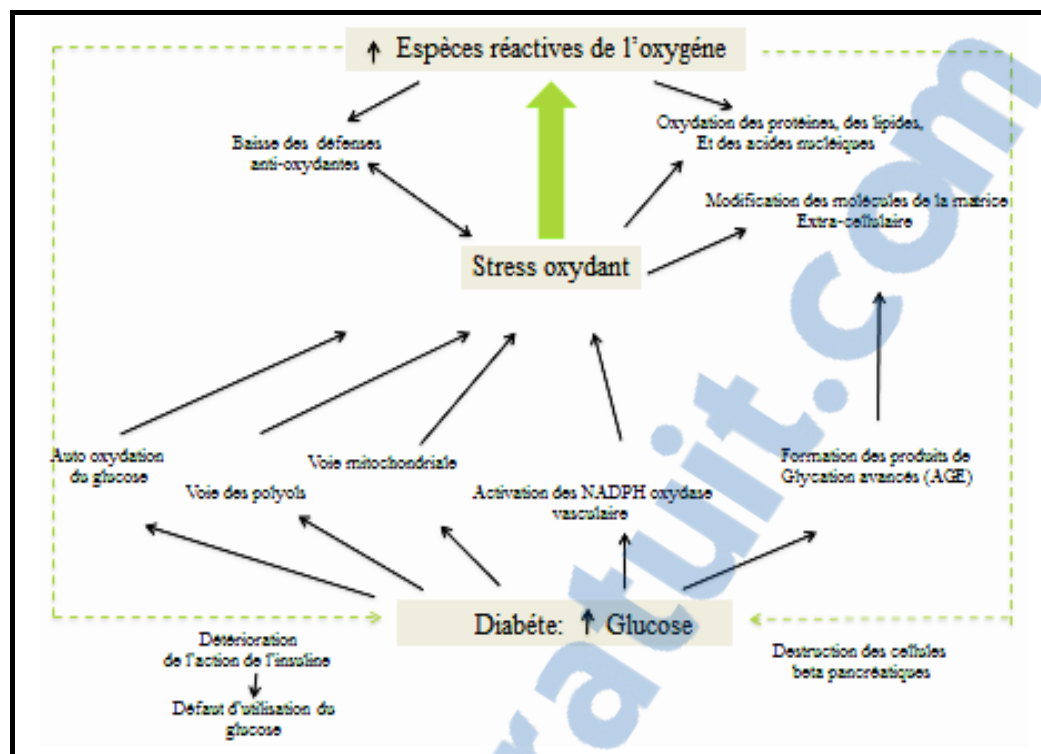 ↑ Espèces réactives de l'oxygéne
Baisse des défenses
anti-oxydantes
Oxydation des protéines, des lipides,
Et des acides nucléiques
Modification des molécules de la matrice
Extra-cellulaire
Stress oxydant
Auto oxydation
du glucose
Voie des polyols
Voie mitochondriale
Activation des NADPH oxydase
vasculaire
Formation des produits de
Glycation avancés (AGE)
Diabéte: ↑ Glucose
Détérioration
de l'action de l'insuline
Défaut d'utilisation du
glucose
Destruction des cellules
beta pancréatiques
ratuit.com